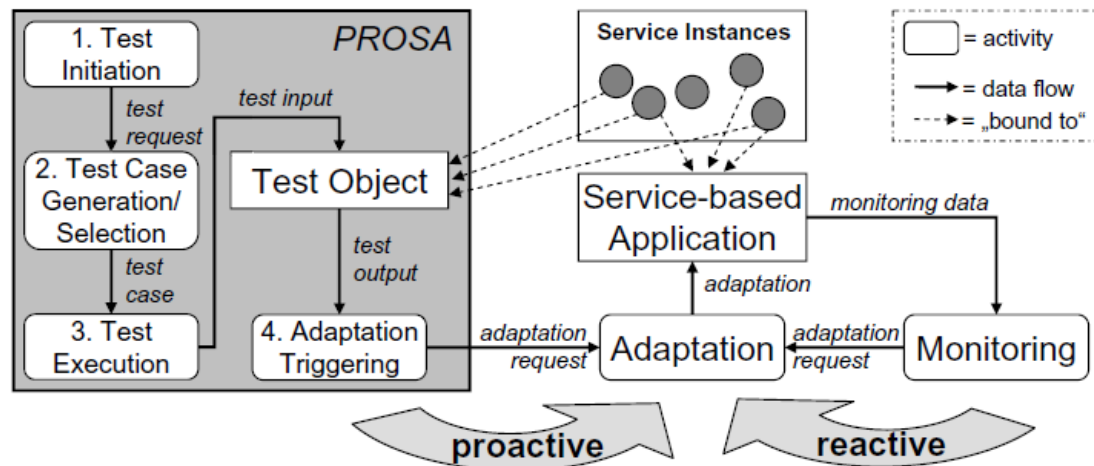 PROSA
1. Test
Initiation
test
request
2. Test Case
Generation/
Selection
test
case
3. Test
Execution
test input
Test Object
test
output
4. Adaptation
Triggering
adaptation
request
Service Instances
Service-based
Application
adaptation
Adaptation
monitoring data
adaptation
request
Monitoring
= activity
= data flow
= „bound to“
proactive
reactive